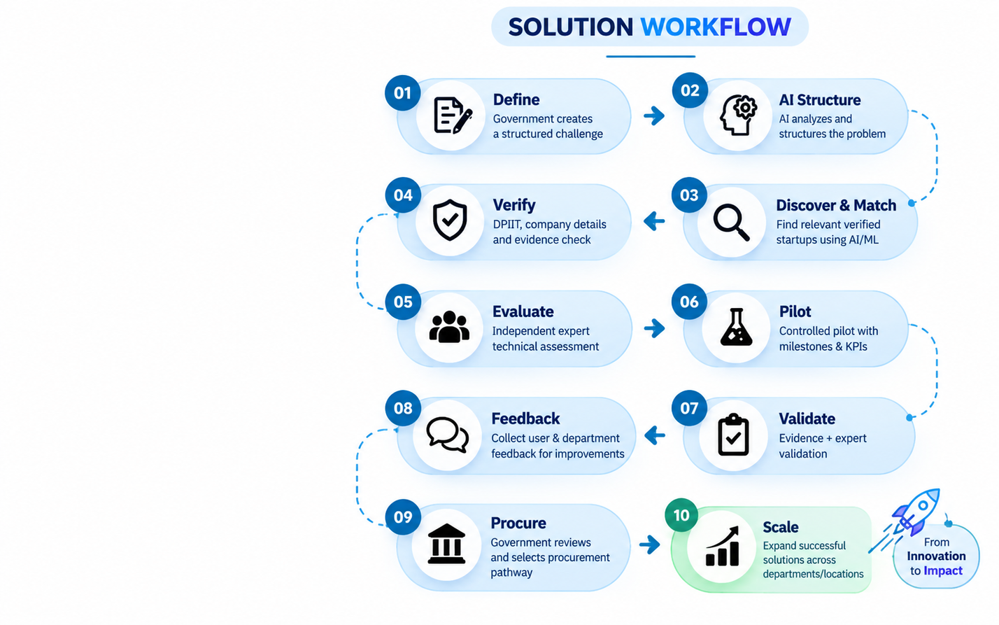 SOLUTION WORKFLOW
01
Define
Government creates
a structured challenge
02
AI Structure
AI analyzes and
structures the problem
03
Discover & Match
Find relevant verified
startups using AI/ML
04
Verify
DPIIT, company details
and evidence check
05
Evaluate
Independent expert
technical assessment
06
Pilot
Controlled pilot with
milestones & KPIs
07
Validate
Evidence + expert
validation
08
Feedback
Collect user & department
feedback for improvements
09
Procure
Government reviews
and selects procurement
pathway
10
Scale
Expand successful
solutions across
departments/locations
From
Innovation
to Impact